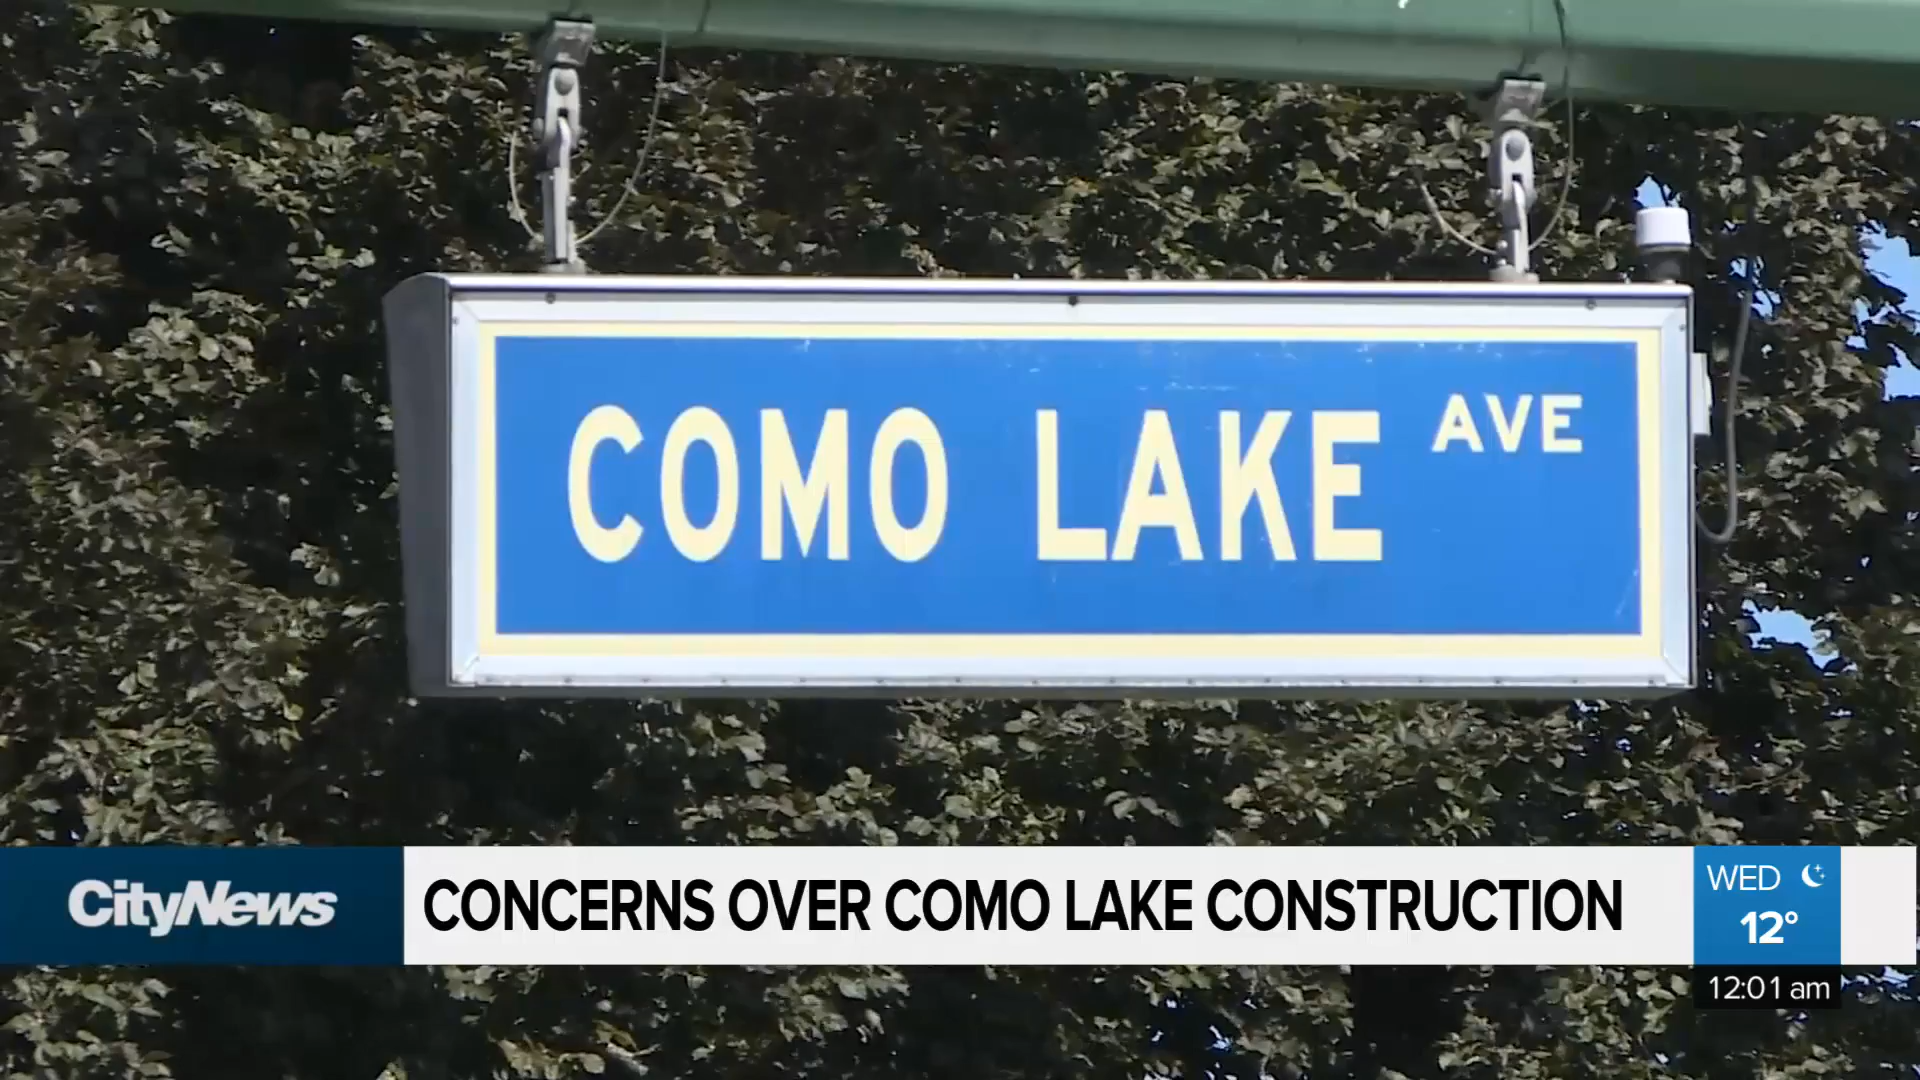 COMO LAKE AVE
CityNews
CONCERNS OVER COMO LAKE CONSTRUCTION
WED
12°
12:01 am